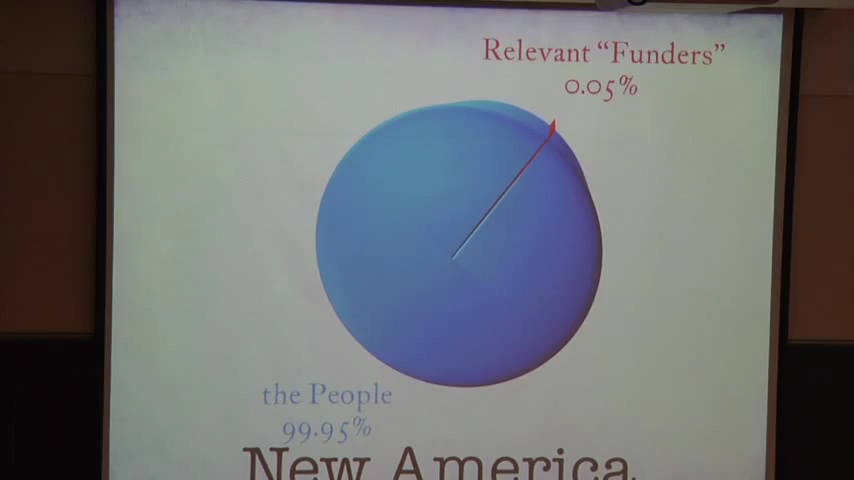 Relevant “Funders”
0.05%
the People
99.95%
New America